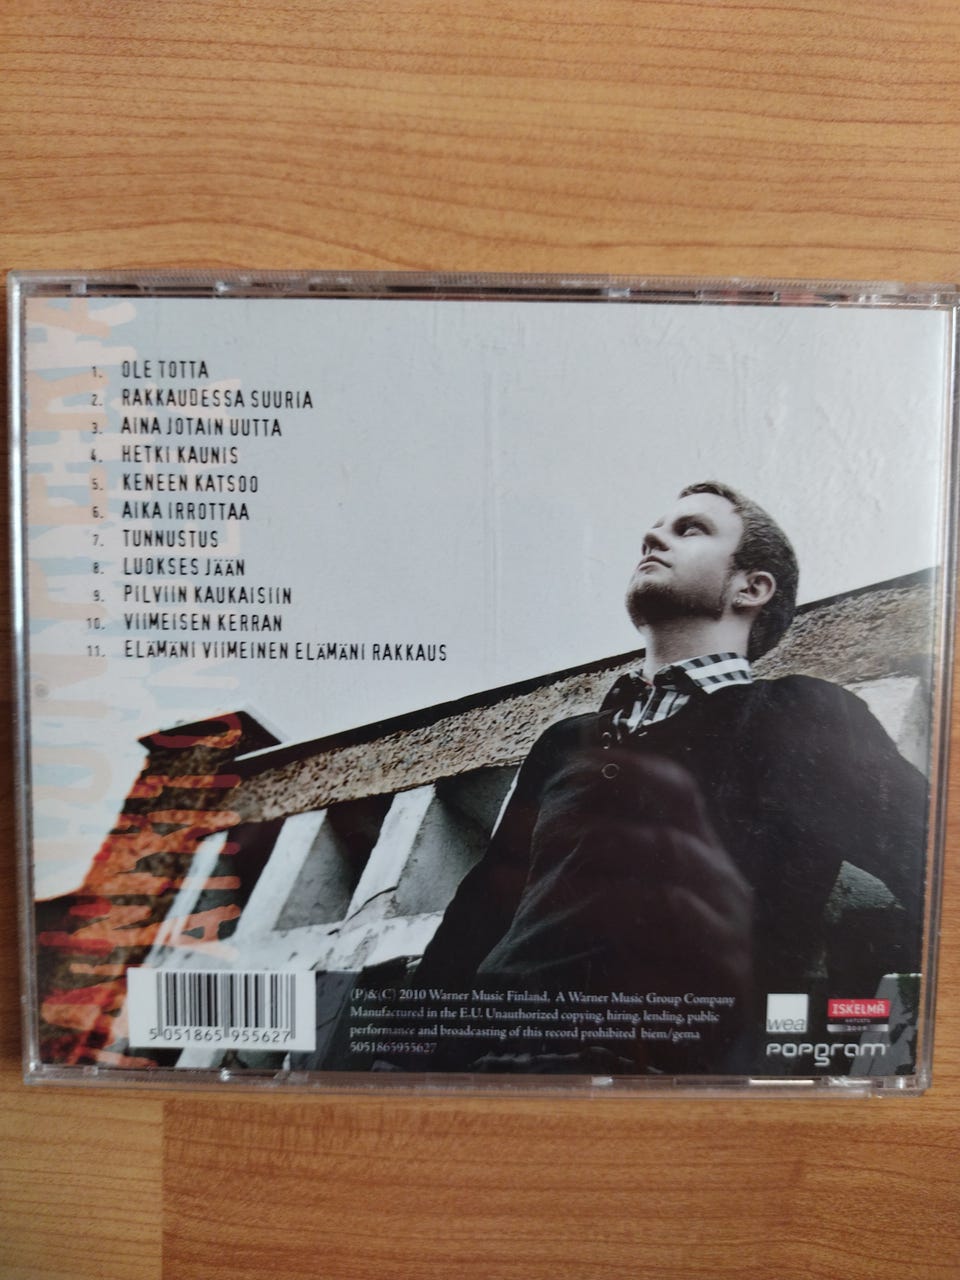 1. OLE TOTTA
2. RAKKAUDESSA SUURIA
3. AINA JOTAIN UUTTA
4. HETKI KAUNIS
5. KENEEN KATSOO
6. AIKA IRROTTAA
7. TUNNUSTUS
8. LUOKSES JÄÄN
9. PILVIIN KAUKAISIIN
10. VIIMEISEN KERRAN
11. ELÄMÄNI VIIMEINEN ELÄMÄNI RAKKAUS
5 051865 955627
(P)&(C) 2010 Warner Music Finland, A Warner Music Group Company
Manufactured in the E.U. Unauthorized copying, hiring, lending, public
performance and broadcasting of this record prohibited biem/gema
5051865955627
wea
ISKELMÄ
2009
popgram